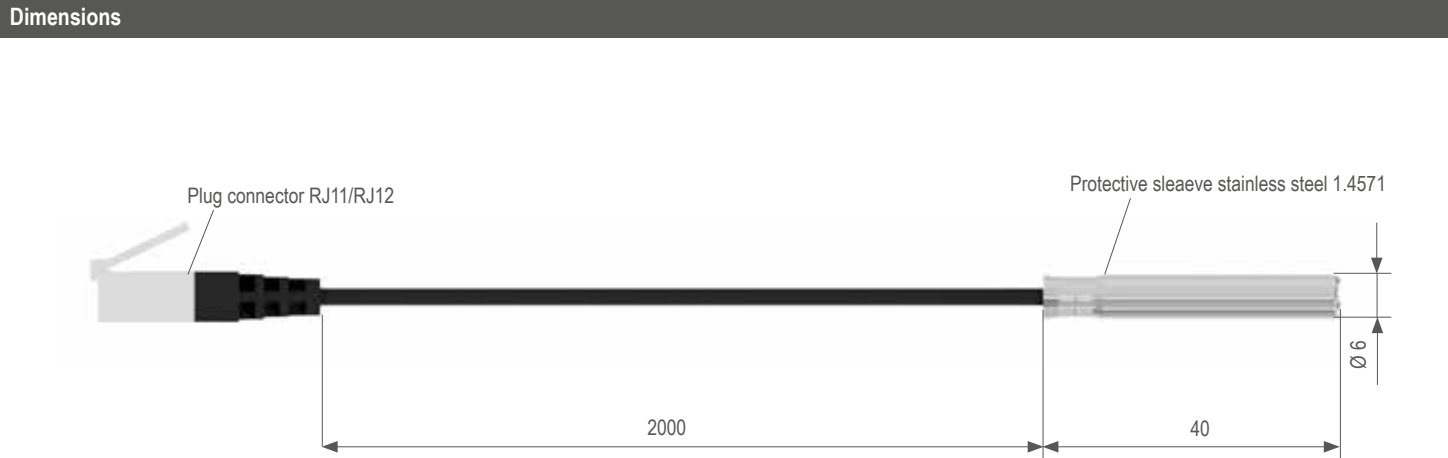 Dimensions
Plug connector RJ11/RJ12
Protective sleaeve stainless steel 1.4571
Ø 6
2000
40